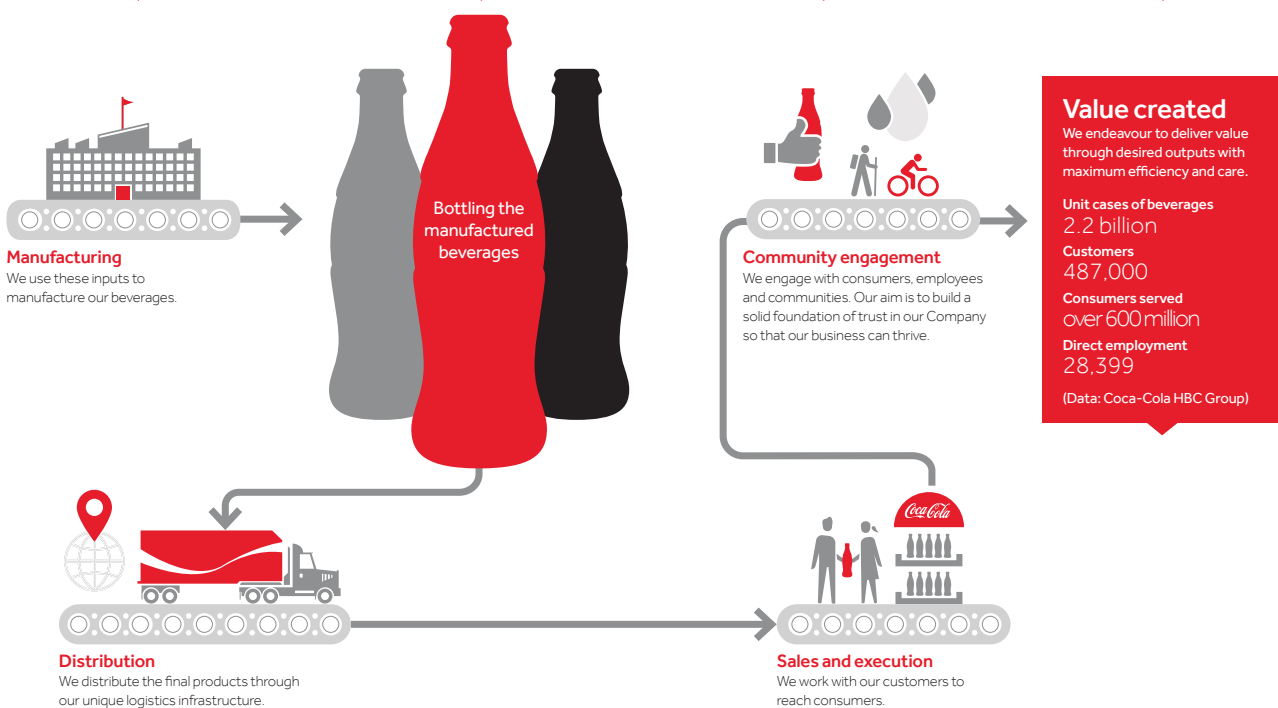 Manufacturing
We use these inputs to
manufacture our beverages.
Bottling the
manufactured
beverages
Distribution
We distribute the final products through
our unique logistics infrastructure.
Coca-Cola
Sales and execution
We work with our customers to
reach consumers.
Community engagement
We engage with consumers, employees
and communities. Our aim is to build a
solid foundation of trust in our Company
so that our business can thrive.
Value created
We endeavour to deliver value
through desired outputs with
maximum efficiency and care.
Unit cases of beverages
2.2 billion
Customers
487,000
Consumers served
over 600 million
Direct employment
28,399
(Data: Coca-Cola HBC Group)